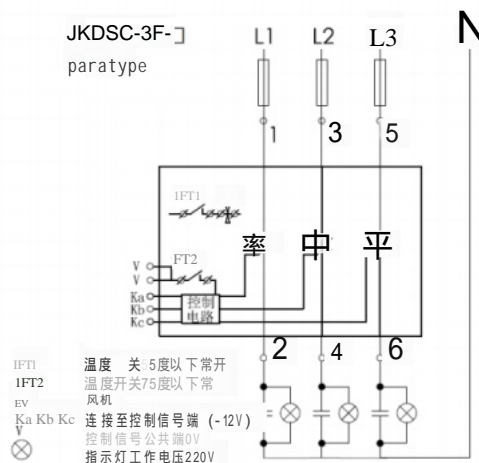 JKDSC-3F-
paratype
L1 L2 L3 N
1 3 5
1FT1
率 中 平
FT2
V
V
Ka
Kb
Kc
控制
电路
2 4 6
IFT1 温度 关55度以下常开
1FT2 温度开关75度以下常
EV 风机
Ka Kb Kc 连接至控制信号端 (-12V)
V 控制信号公共端0V
指示灯工作电压220V